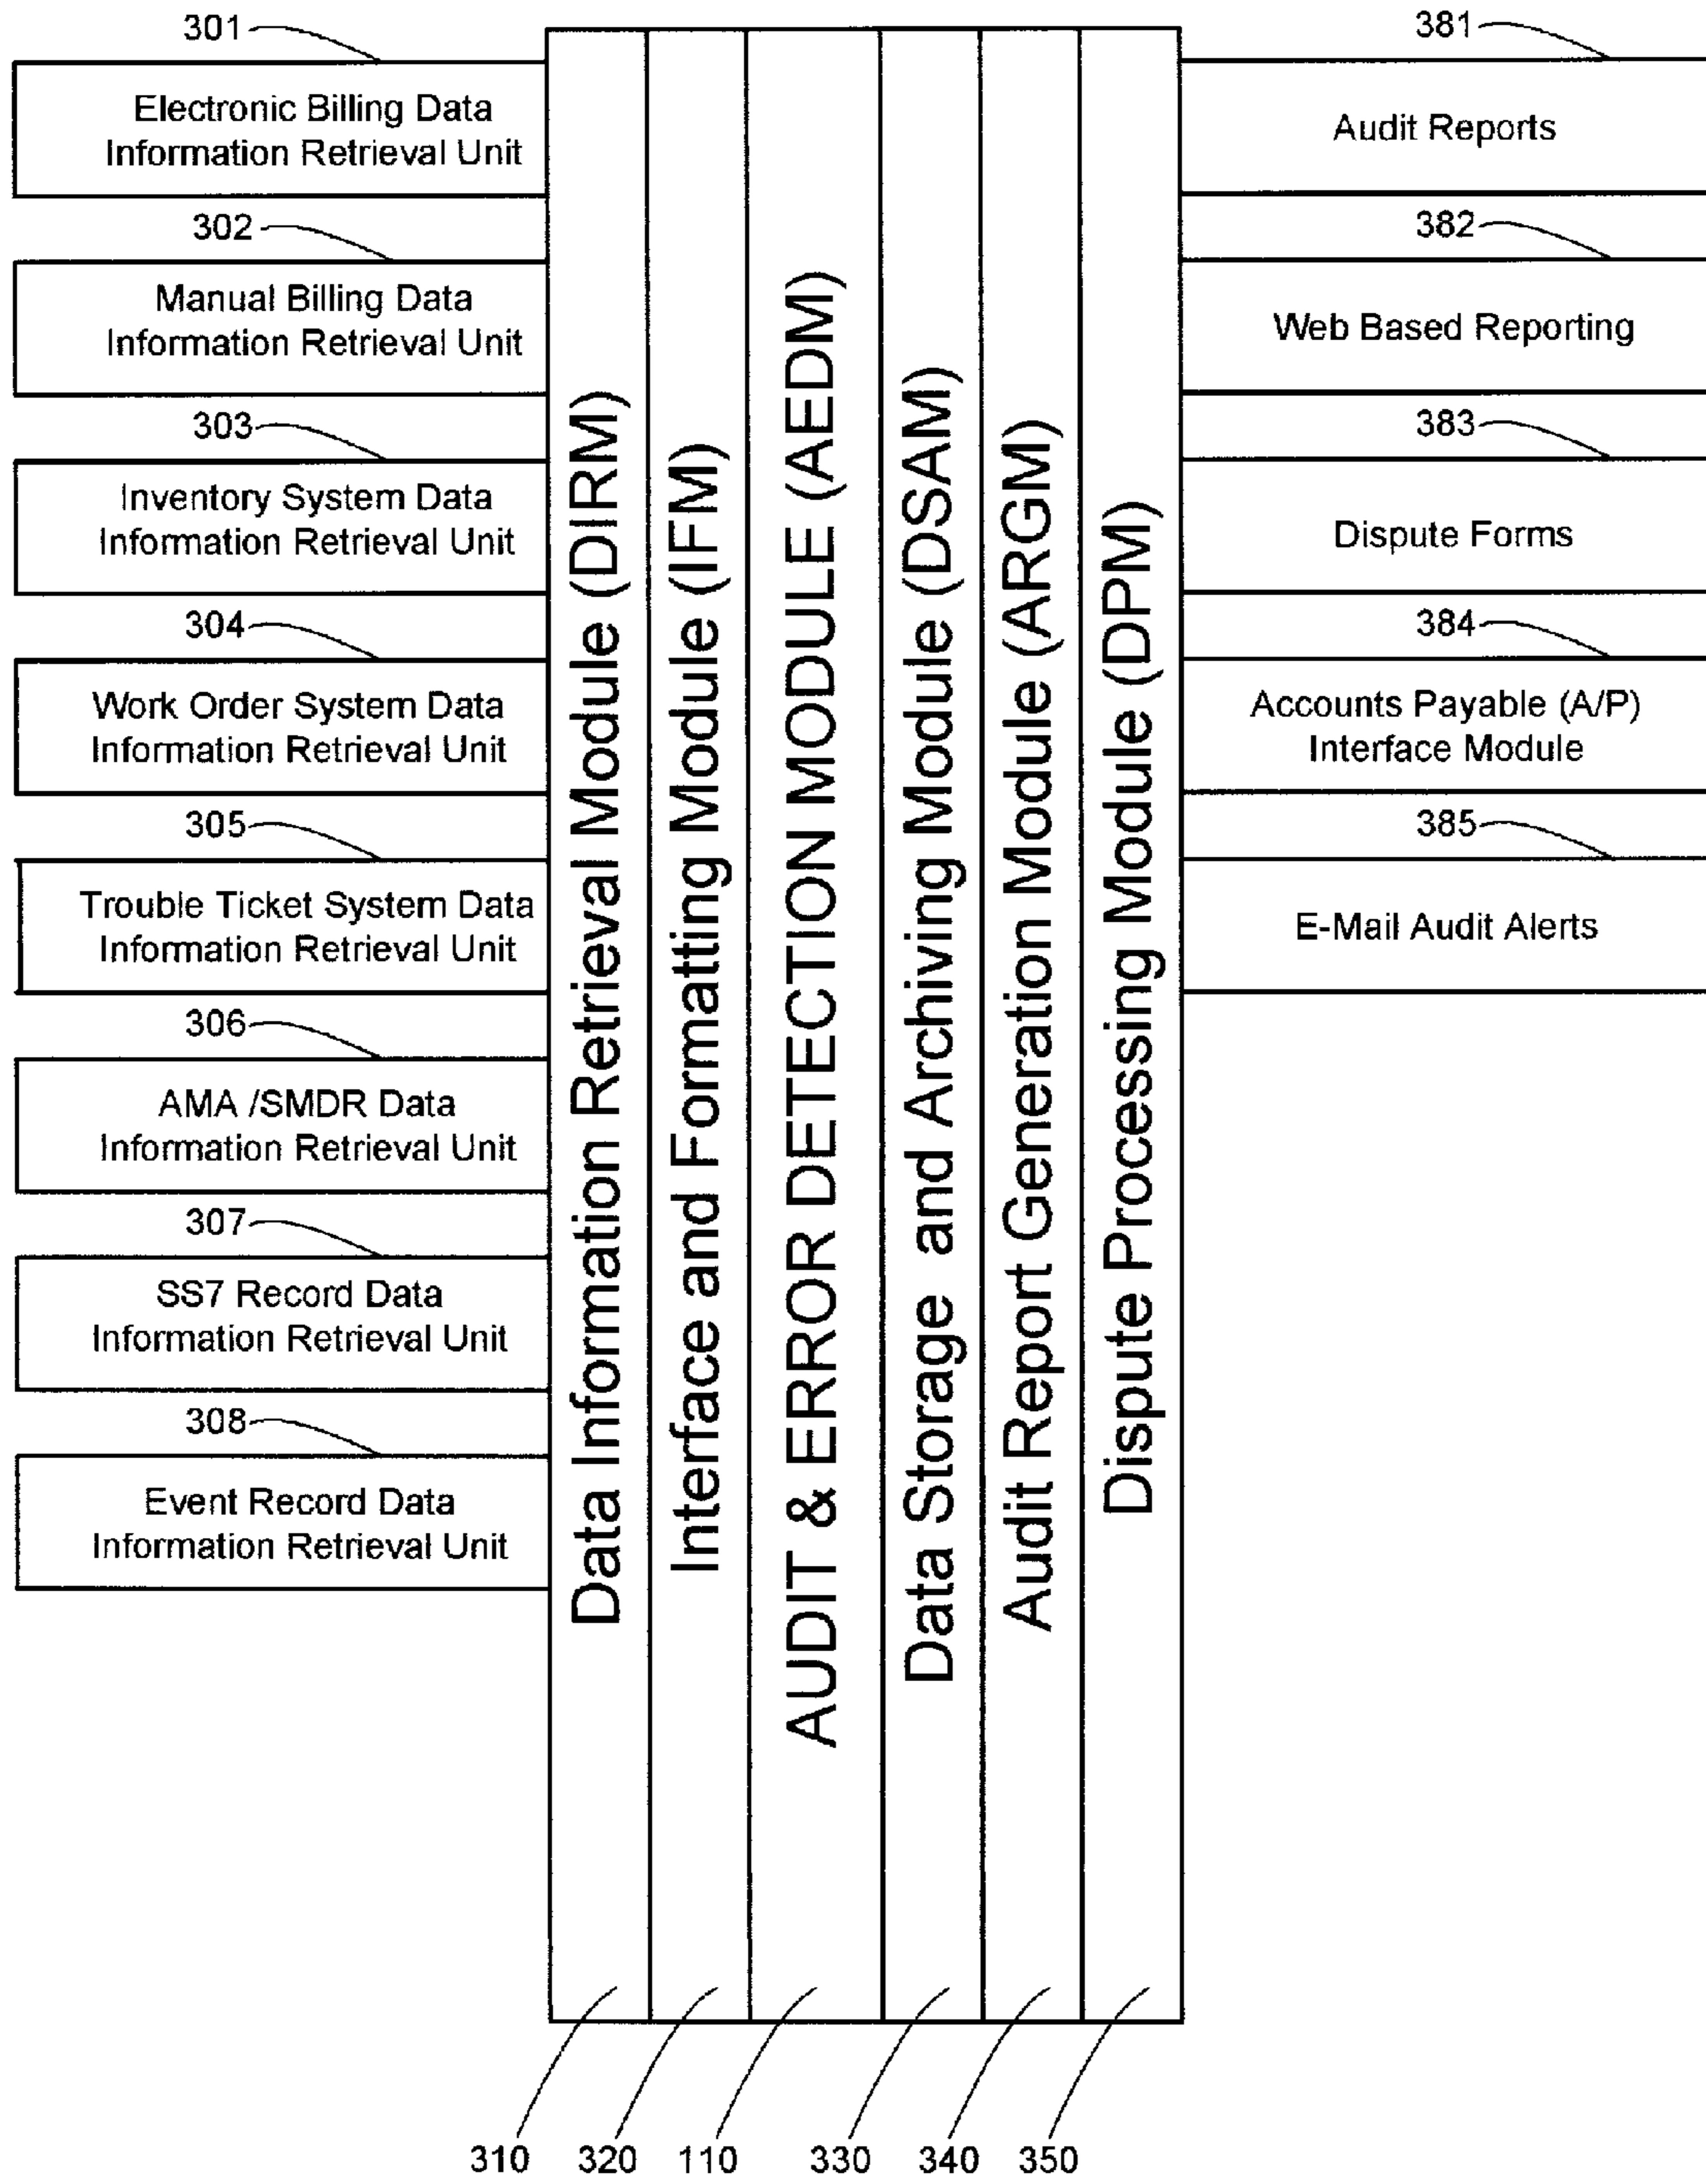 301
Electronic Billing Data
Information Retrieval Unit
302
Manual Billing Data
Information Retrieval Unit
303
Inventory System Data
Information Retrieval Unit
304
Work Order System Data
Information Retrieval Unit
305
Trouble Ticket System Data
Information Retrieval Unit
306
AMA /SMDR Data
Information Retrieval Unit
307
SS7 Record Data
Information Retrieval Unit
308
Event Record Data
Information Retrieval Unit
Data Information Retrieval Module (DIRM)
Interface and Formatting Module (IFM)
AUDIT & ERROR DETECTION MODULE (AEDM)
Data Storage and Archiving Module (DSAM)
Audit Report Generation Module (ARGM)
Dispute Processing Module (DPM)
381
Audit Reports
382
Web Based Reporting
383
Dispute Forms
384
Accounts Payable (A/P)
Interface Module
385
E-Mail Audit Alerts
310 320 110 330 340 350